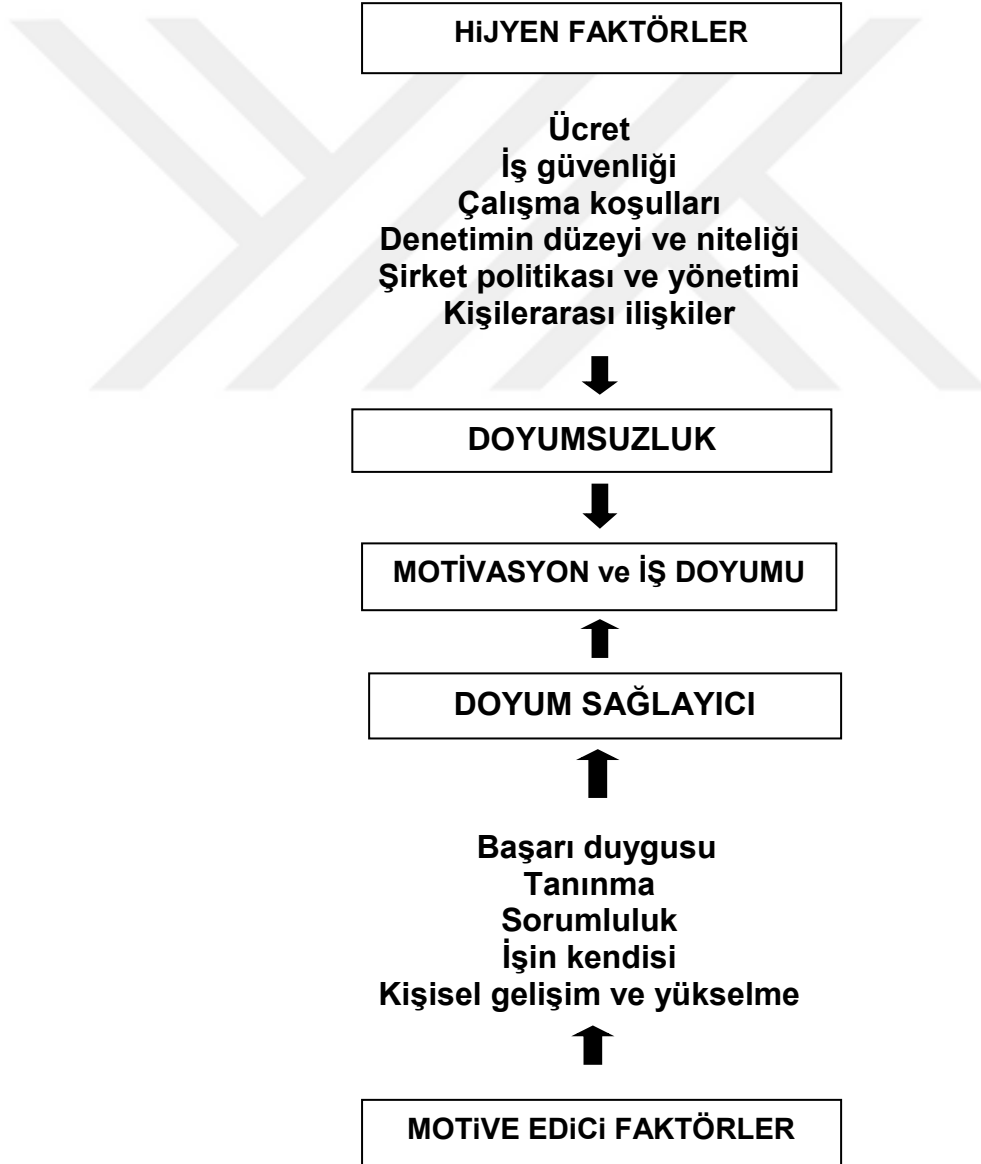 HiJYEN FAKTÖRLER
Ücret
İş güvenliği
Çalışma koşulları
Denetimin düzeyi ve niteliği
Şirket politikası ve yönetimi
Kişilerarası ilişkiler
DOYUMSUZLUK
MOTİVASYON ve İŞ DOYUMU
DOYUM SAĞLAYICI
Başarı duygusu
Tanınma
Sorumluluk
İşin kendisi
Kişisel gelişim ve yükselme
MOTiVE EDiCi FAKTÖRLER